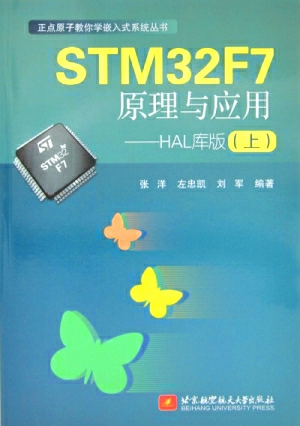 正点原子教你学嵌入式系统丛书
STM32F7
原理与应用
——HAL库版（上）
STM32
F7
张 洋 左忠凯 刘 军 编著
北京航空航天大学出版社
BEIHANG UNIVERSITY PRESS